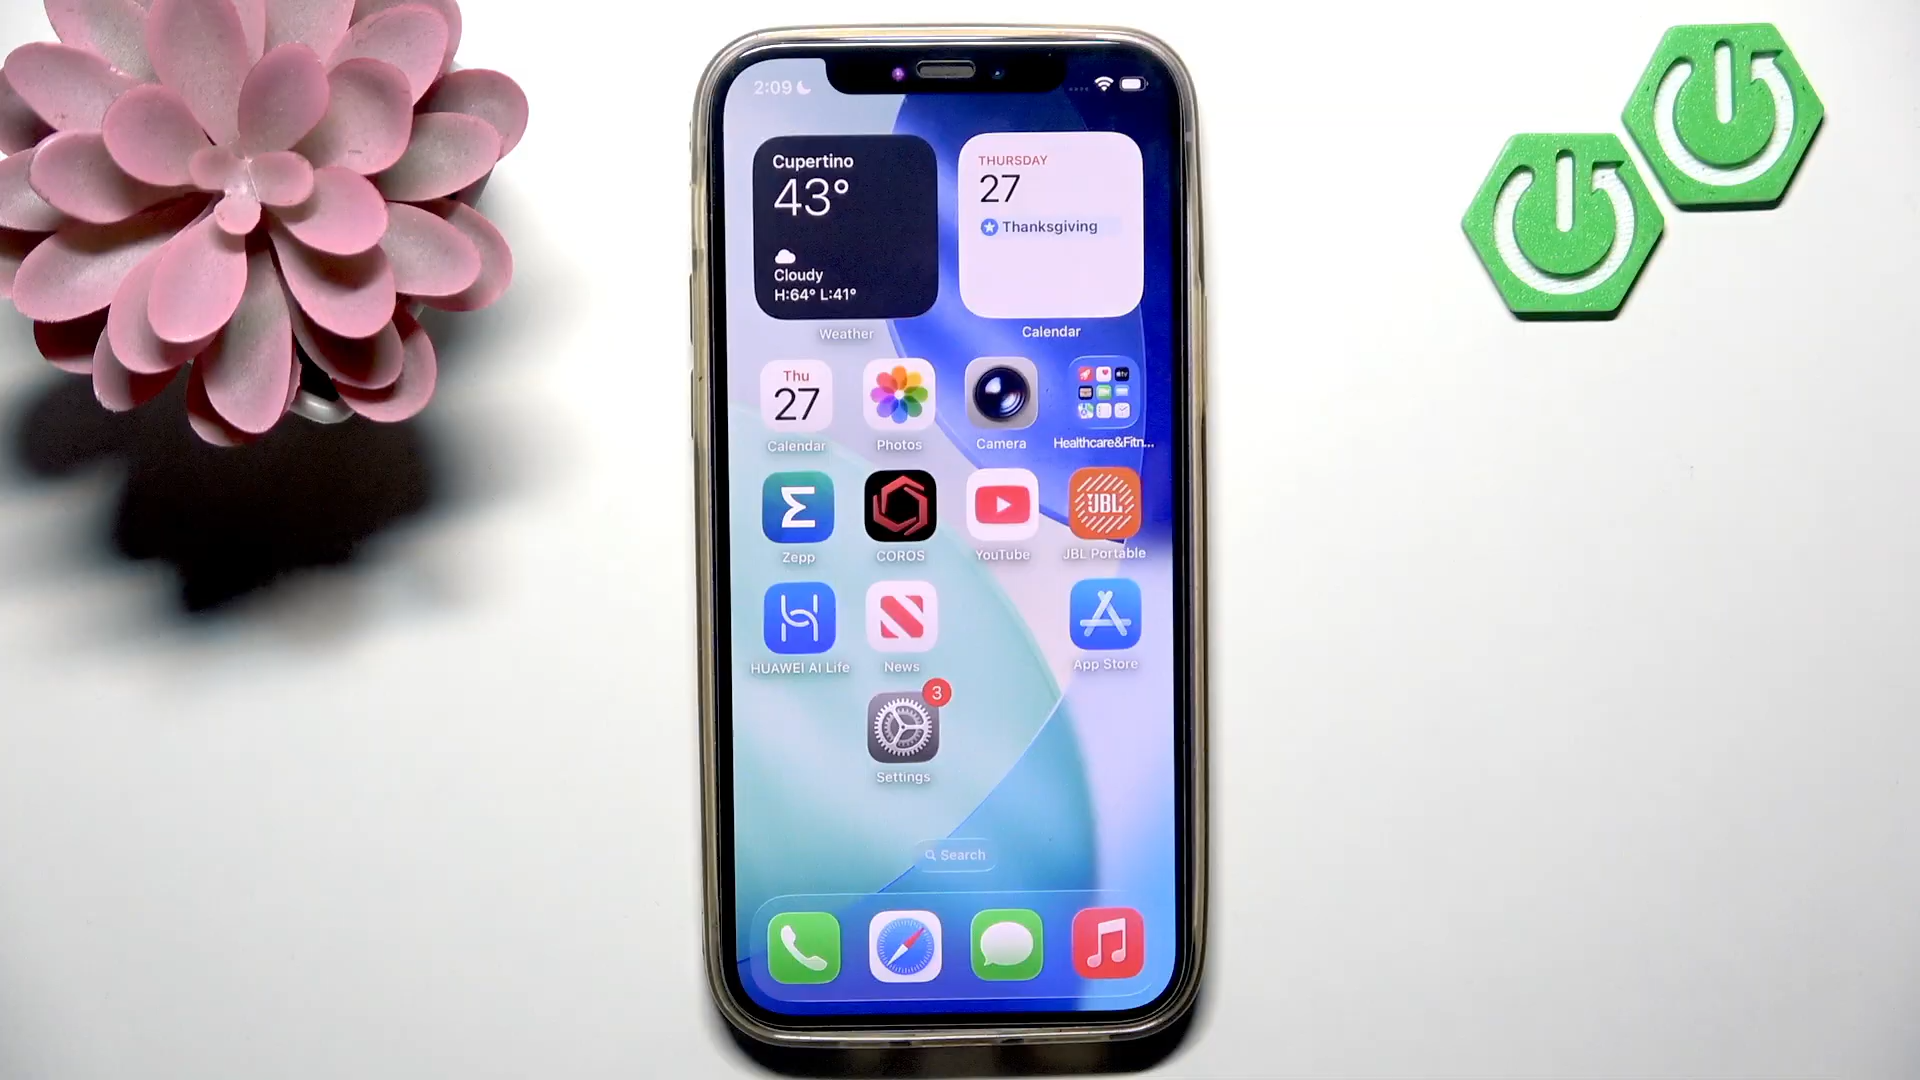 2:09
Cupertino
43°
Cloudy
H:64° L:41°
Weather
THURSDAY
27
Thanksgiving
Calendar
Thu
27
Calendar
Photos
Camera
Healthcare&Fitn...
Zepp
COROS
YouTube
JBL
JBL Portable
HUAWEI AI Life
News
App Store
3
Settings
Search